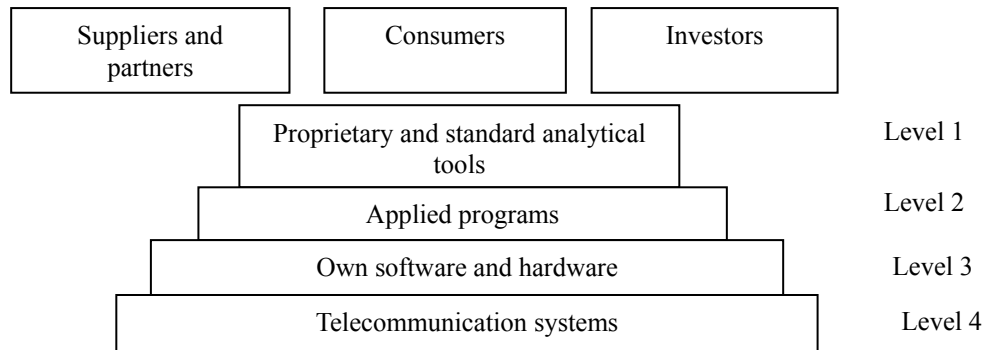 Suppliers and
partners
Consumers
Investors
Proprietary and standard analytical
tools
Level 1
Applied programs
Level 2
Own software and hardware
Level 3
Telecommunication systems
Level 4